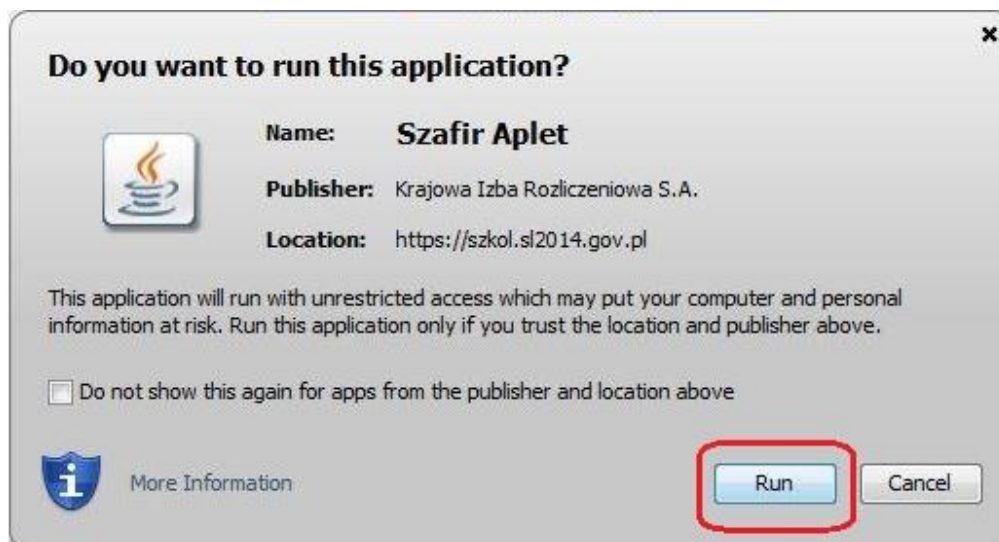 Do you want to run this application?
Name: Szafir Aplet
Publisher: Krajowa Izba Rozliczeniowa S.A.
Location: https://szkol.sl2014.gov.pl
This application will run with unrestricted access which may put your computer and personal
information at risk. Run this application only if you trust the location and publisher above.
Do not show this again for apps from the publisher and location above
More Information Run Cancel